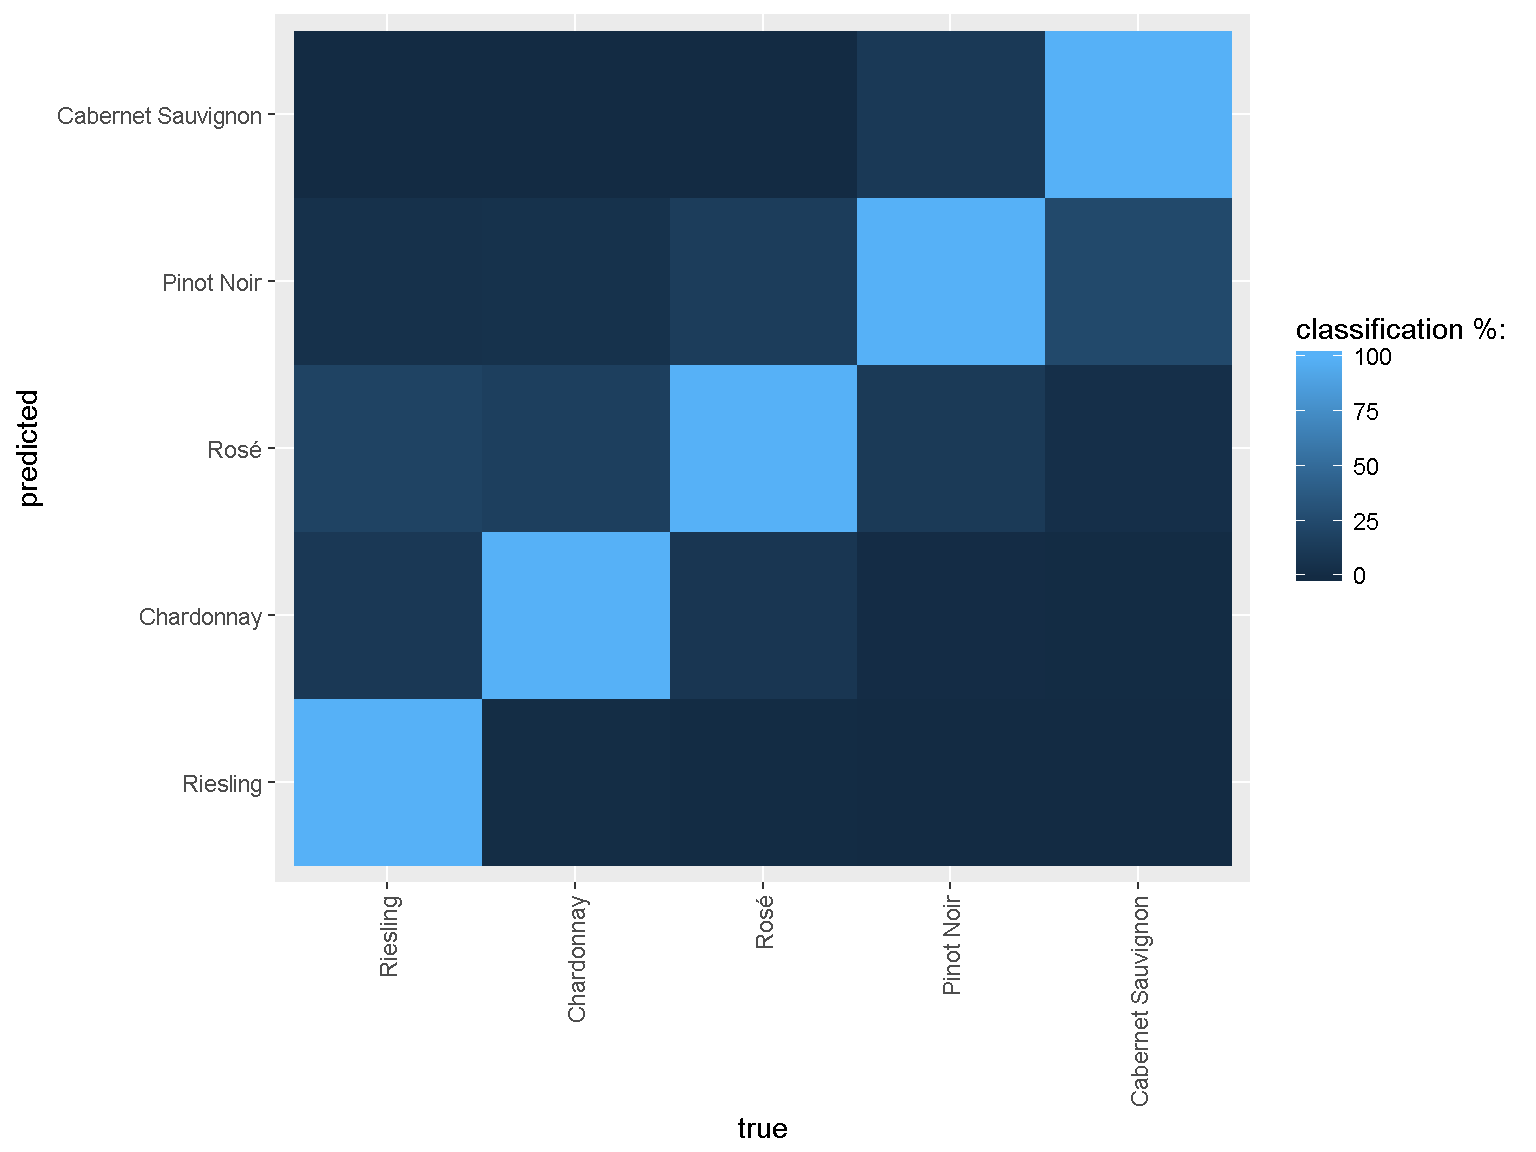 Cabernet Sauvignon
Pinot Noir
Rosé
Chardonnay
Riesling
predicted
Riesling
Chardonnay
Rosé
Pinot Noir
Cabernet Sauvignon
true
classification %:
100
75
50
25
0